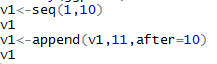 v1<-seq(1,10)
v1
v1<-append(v1,11,after=10)
v1